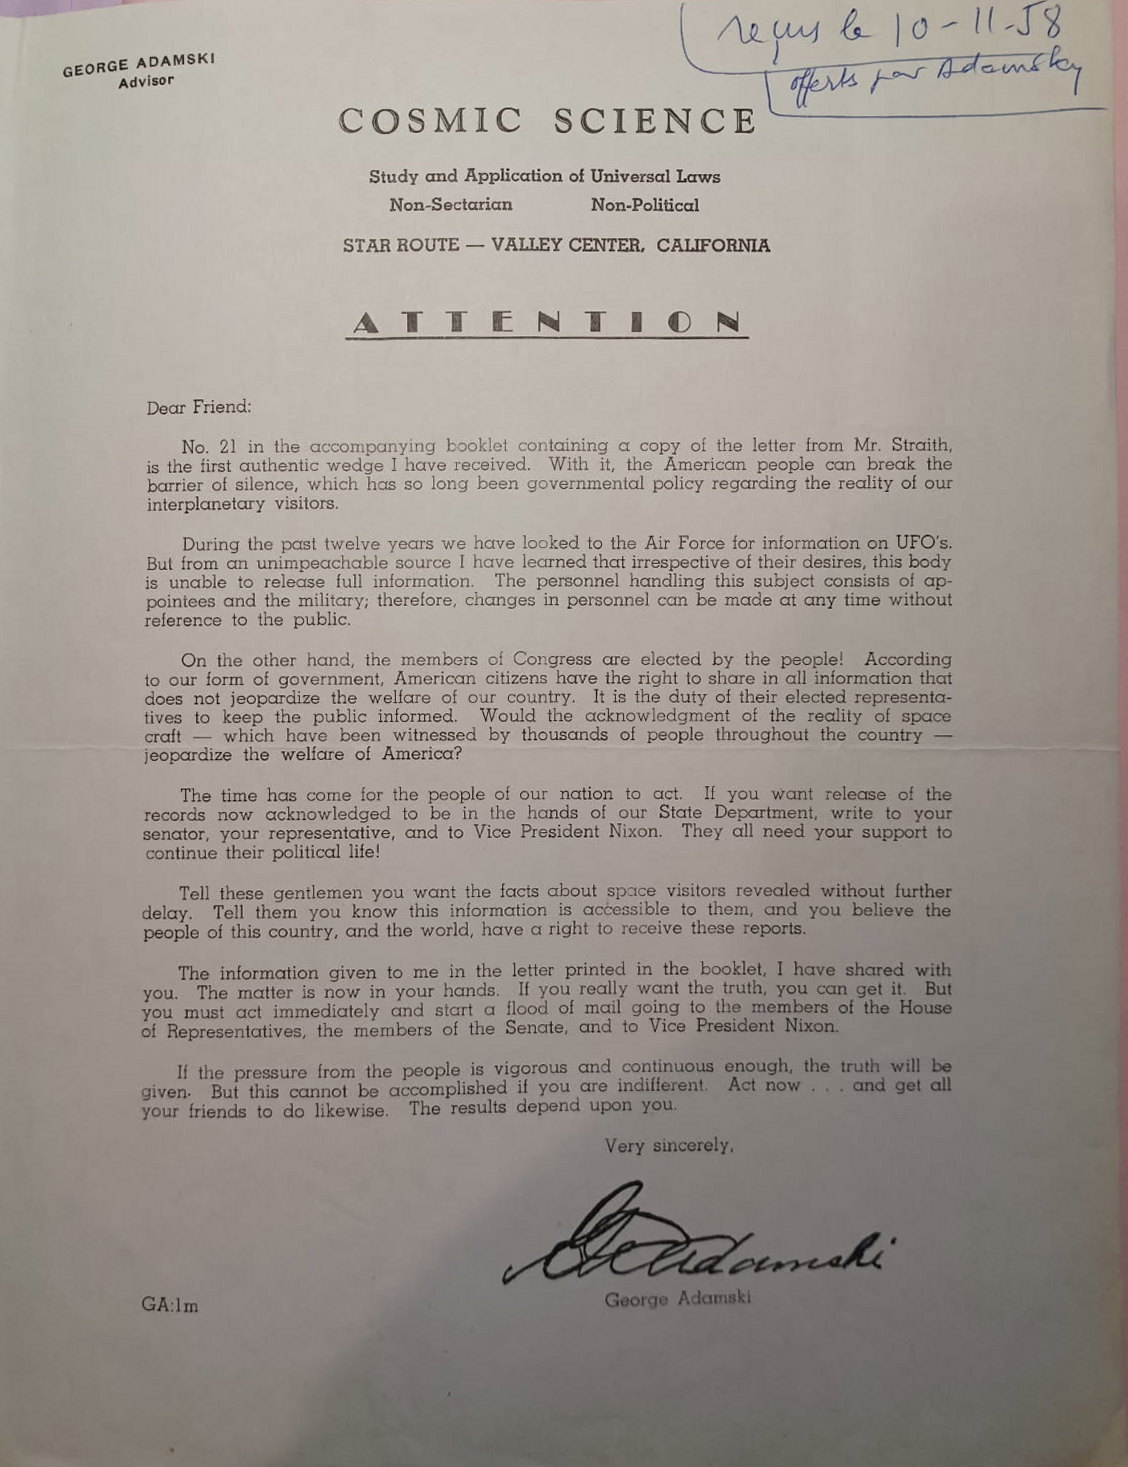 reçus le 10-11-58
offerts par Adamsky
GEORGE ADAMSKI
Advisor
COSMIC SCIENCE
Study and Application of Universal Laws
Non-Sectarian Non-Political
STAR ROUTE — VALLEY CENTER, CALIFORNIA
ATTENTION
Dear Friend:
No. 21 in the accompanying booklet containing a copy of the letter from Mr. Straith,
is the first authentic wedge I have received. With it, the American people can break the
barrier of silence, which has so long been governmental policy regarding the reality of our
interplanetary visitors.
During the past twelve years we have looked to the Air Force for information on UFO's.
But from an unimpeachable source I have learned that irrespective of their desires, this body
is unable to release full information. The personnel handling this subject consists of ap-
pointees and the military; therefore, changes in personnel can be made at any time without
reference to the public.
On the other hand, the members of Congress are elected by the people! According
to our form of government, American citizens have the right to share in all information that
does not jeopardize the welfare of our country. It is the duty of their elected representa-
tives to keep the public informed. Would the acknowledgment of the reality of space
craft — which have been witnessed by thousands of people throughout the country —
jeopardize the welfare of America?
The time has come for the people of our nation to act. If you want release of the
records now acknowledged to be in the hands of our State Department, write to your
senator, your representative, and to Vice President Nixon. They all need your support to
continue their political life!
Tell these gentlemen you want the facts about space visitors revealed without further
delay. Tell them you know this information is accessible to them, and you believe the
people of this country, and the world, have a right to receive these reports.
The information given to me in the letter printed in the booklet, I have shared with
you. The matter is now in your hands. If you really want the truth, you can get it. But
you must act immediately and start a flood of mail going to the members of the House
of Representatives, the members of the Senate, and to Vice President Nixon.
If the pressure from the people is vigorous and continuous enough, the truth will be
given. But this cannot be accomplished if you are indifferent. Act now . . . and get all
your friends to do likewise. The results depend upon you.
Very sincerely,
Geo Adamski
George Adamski
GA:lm